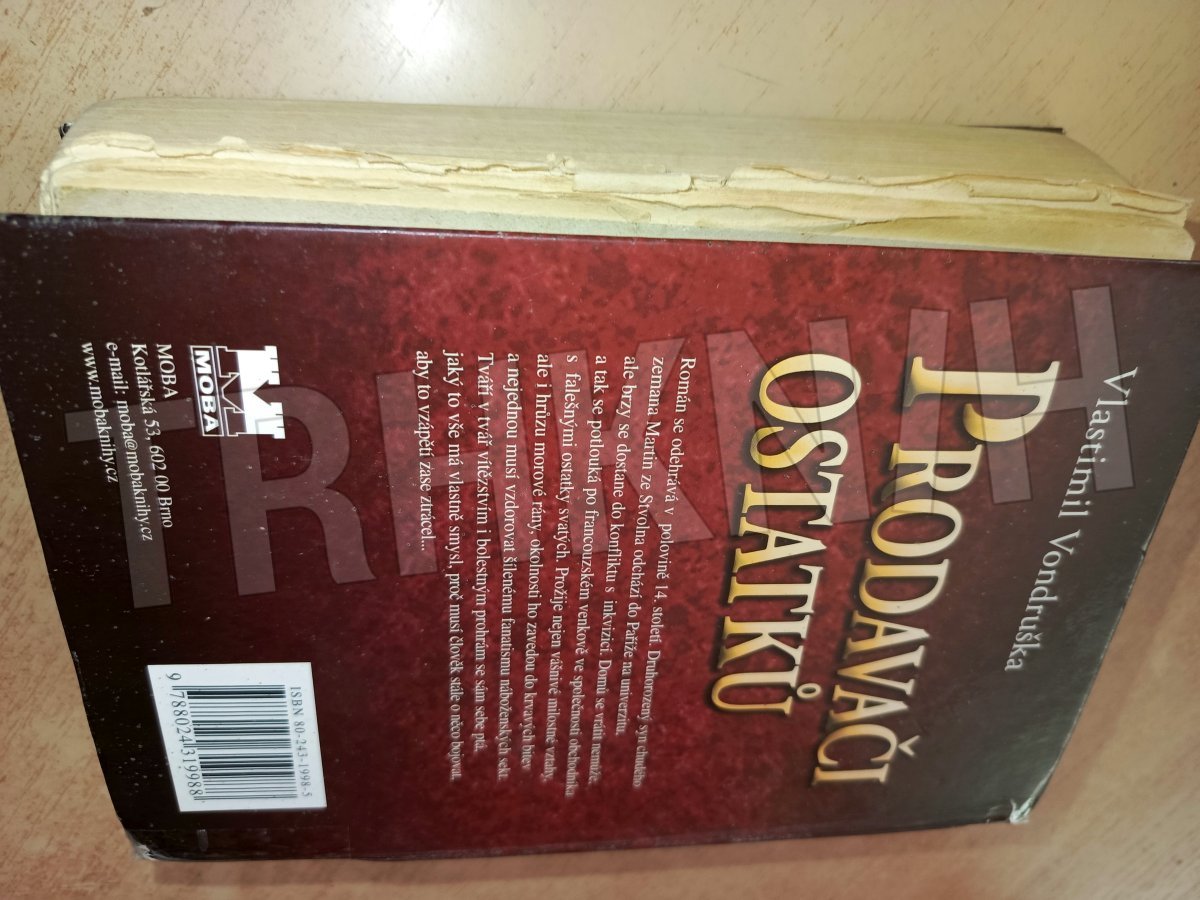 Vlastimil Vondruška
PRODAVAČI
OSTATKŮ
Román se odehrává v polovině 14. století. Druhorozený syn chudého
zemana Martin ze Stvolna odchází do Paříže na univerzitu,
ale brzy se dostane do konfliktu s inkvizicí. Domů se vrátit nemůže,
a tak se potlouká po francouzském venkově ve společnosti obchodníka
s falešnými ostatky svatých. Prožije nejen vášnivé milostné vztahy,
ale i hrůzu morové rány, okolnosti ho zavedou do krvavých bitev
a nejednou musí vzdorovat šílenému fanatismu náboženských sekt.
Tváří v tvář vítězstvím i bolestným prohrám se sám sebe ptá,
jaký to vše má vlastně smysl, proč musí člověk stále o něco bojovat,
aby to vzápětí zase ztrácel...
M
MOBA
MOBA
Kotlářská 53, 602 00 Brno
e-mail: moba@mobaknihy.cz
www.mobaknihy.cz
ISBN 80-243-1998-5
9 788024 319988
TRHKNIH